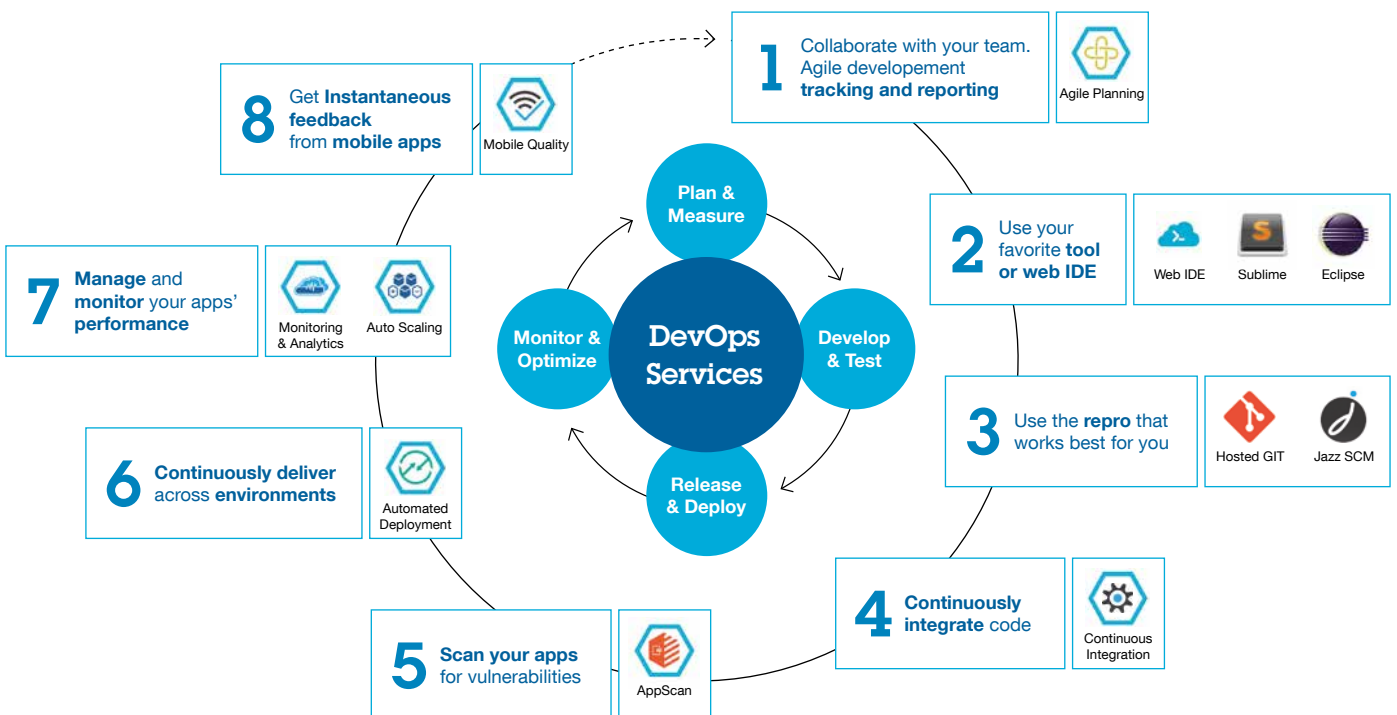 1
Collaborate with your team.
Agile developement
tracking and reporting
Agile Planning
2
Use your
favorite tool
or web IDE
Web IDE
Sublime
Eclipse
3
Use the repro that
works best for you
Hosted GIT
Jazz SCM
4
Continuously
integrate code
Continuous
Integration
5
Scan your apps
for vulnerabilities
AppScan
6
Continuously deliver
across environments
Automated
Deployment
7
Manage and
monitor your apps’
performance
Monitoring
& Analytics
Auto Scaling
8
Get Instantaneous
feedback
from mobile apps
Mobile Quality
Plan &
Measure
Develop
& Test
Release
& Deploy
Monitor &
Optimize
DevOps
Services